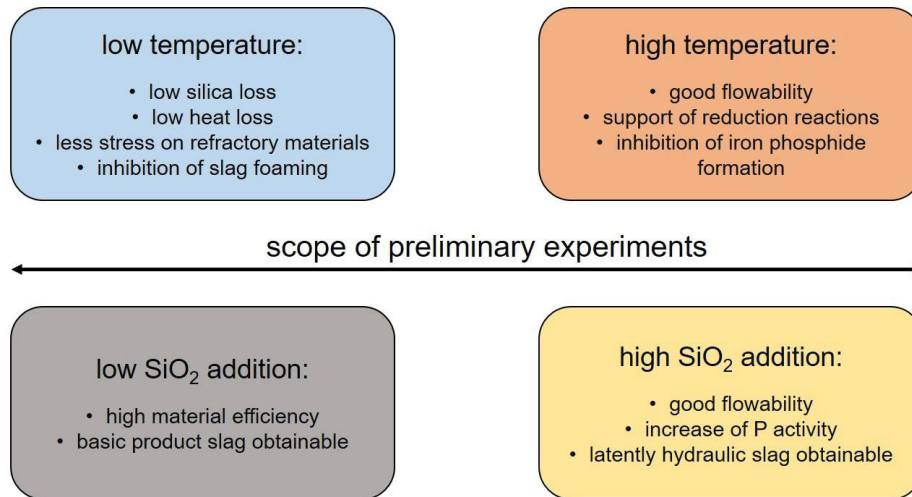 low temperature:
• low silica loss
• low heat loss
• less stress on refractory materials
• inhibition of slag foaming
high temperature:
• good flowability
• support of reduction reactions
• inhibition of iron phosphide
formation
scope of preliminary experiments
low SiO₂ addition:
• high material efficiency
• basic product slag obtainable
high SiO₂ addition:
• good flowability
• increase of P activity
• latently hydraulic slag obtainable